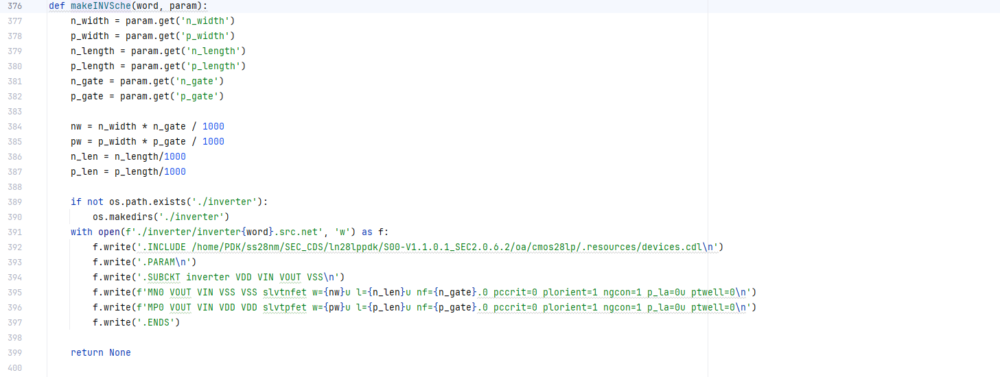 376 def makeINVSche(word, param):
377 n_width = param.get('n_width')
378 p_width = param.get('p_width')
379 n_length = param.get('n_length')
380 p_length = param.get('p_length')
381 n_gate = param.get('n_gate')
382 p_gate = param.get('p_gate')
383
384 nw = n_width * n_gate / 1000
385 pw = p_width * p_gate / 1000
386 n_len = n_length/1000
387 p_len = p_length/1000
388
389 if not os.path.exists('./inverter'):
390 os.makedirs('./inverter')
391 with open(f'./inverter/inverter{word}.src.net', 'w') as f:
392 f.write('.INCLUDE /home/PDK/ss28nm/SEC_CDS/ln28lppdk/S00-V1.1.0.1_SEC2.0.6.2/oa/cmos28lp/.resources/devices.cdl\n')
393 f.write('.PARAM\n')
394 f.write('.SUBCKT inverter VDD VIN VOUT VSS\n')
395 f.write(f'MN0 VOUT VIN VSS VSS slvtnfet w={nw}u l={n_len}u nf={n_gate}.0 pccrit=0 plorient=1 ngcon=1 p_la=0u ptwell=0\n')
396 f.write(f'MP0 VOUT VIN VDD VDD slvtpfet w={pw}u l={p_len}u nf={p_gate}.0 pccrit=0 plorient=1 ngcon=1 p_la=0u ptwell=0\n')
397 f.write('.ENDS')
398
399 return None
400